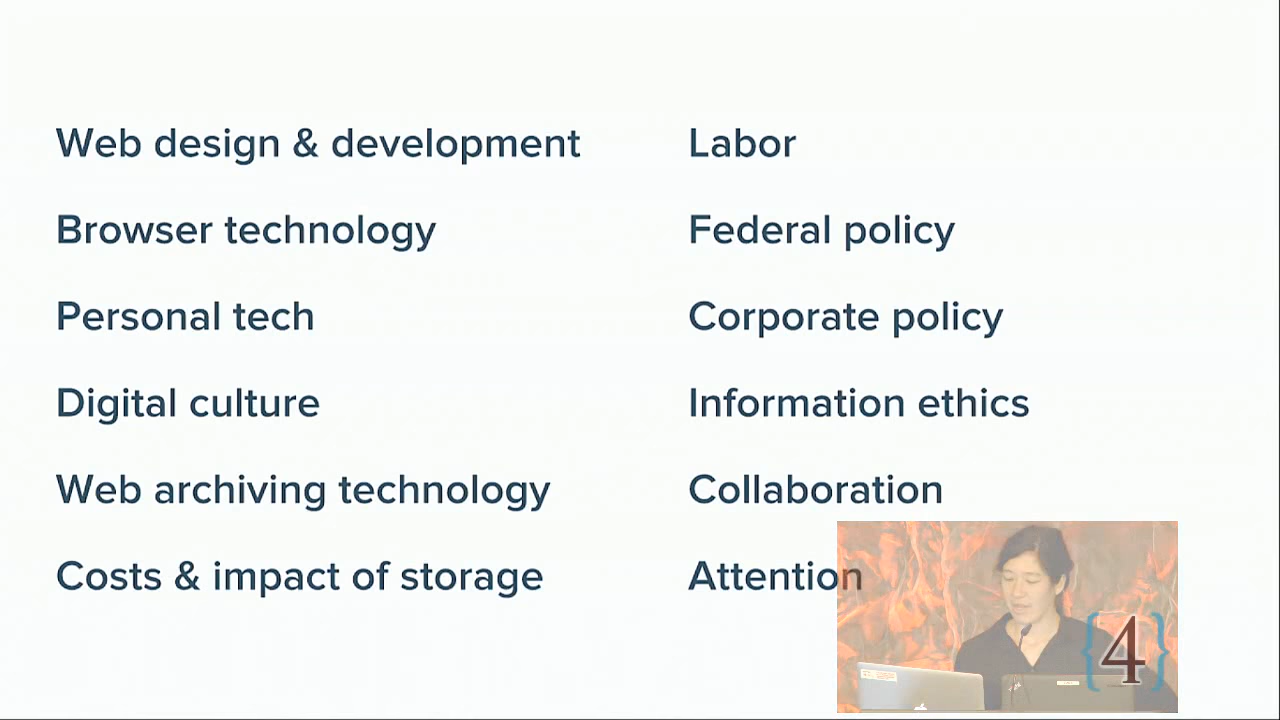 Web design & development
Browser technology
Personal tech
Digital culture
Web archiving technology
Costs & impact of storage
Labor
Federal policy
Corporate policy
Information ethics
Collaboration
Attention
{4}